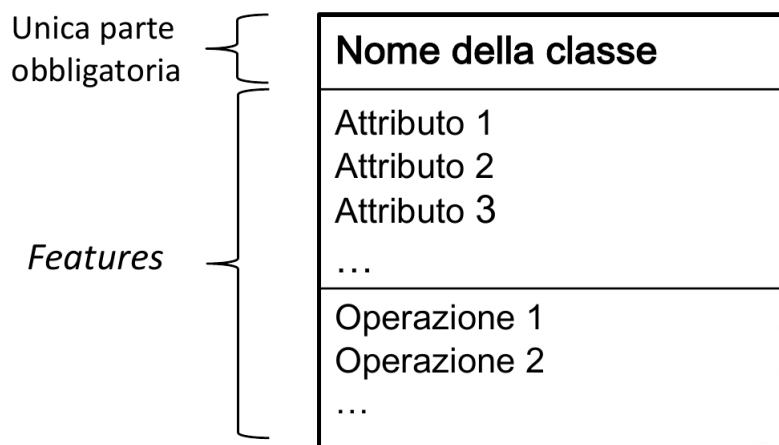 Unica parte
obbligatoria
Nome della classe
Attributo 1
Attributo 2
Attributo 3
…
Features
Operazione 1
Operazione 2
…